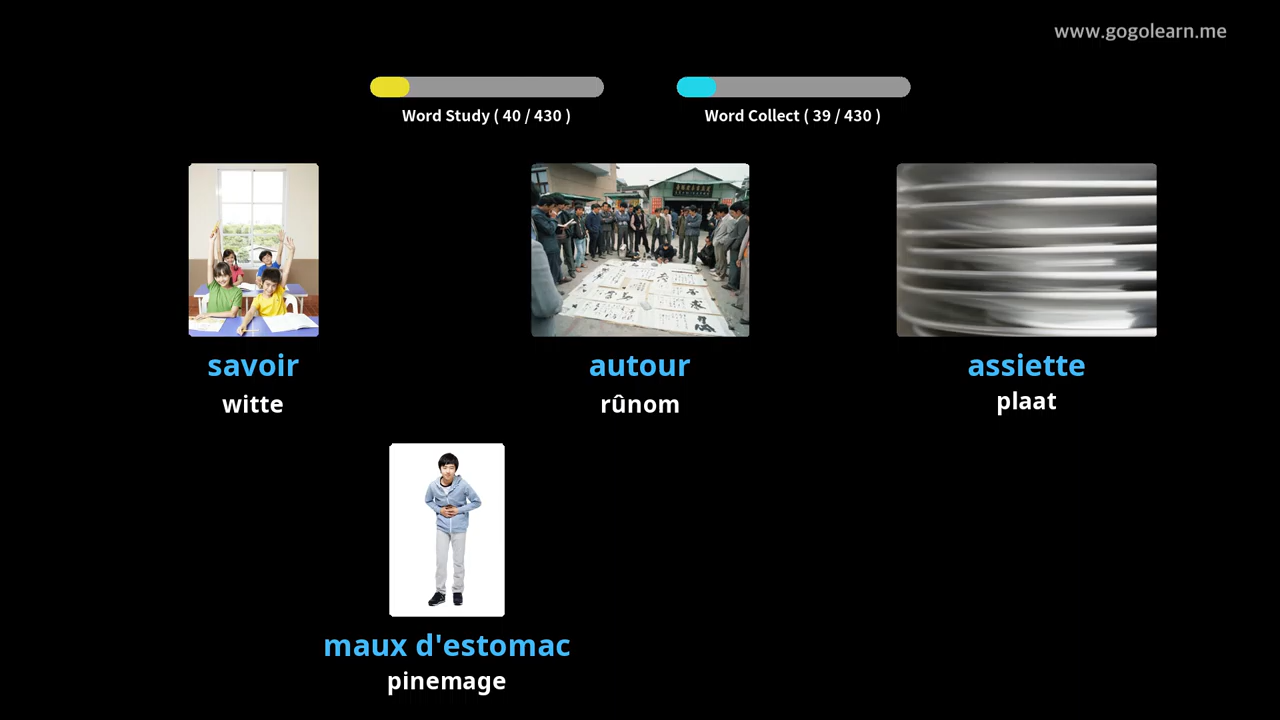 www.gogolearn.me
Word Study ( 40 / 430 )
Word Collect ( 39 / 430 )
savoir
witte
autour
rûnom
assiette
plaat
maux d'estomac
pinemage